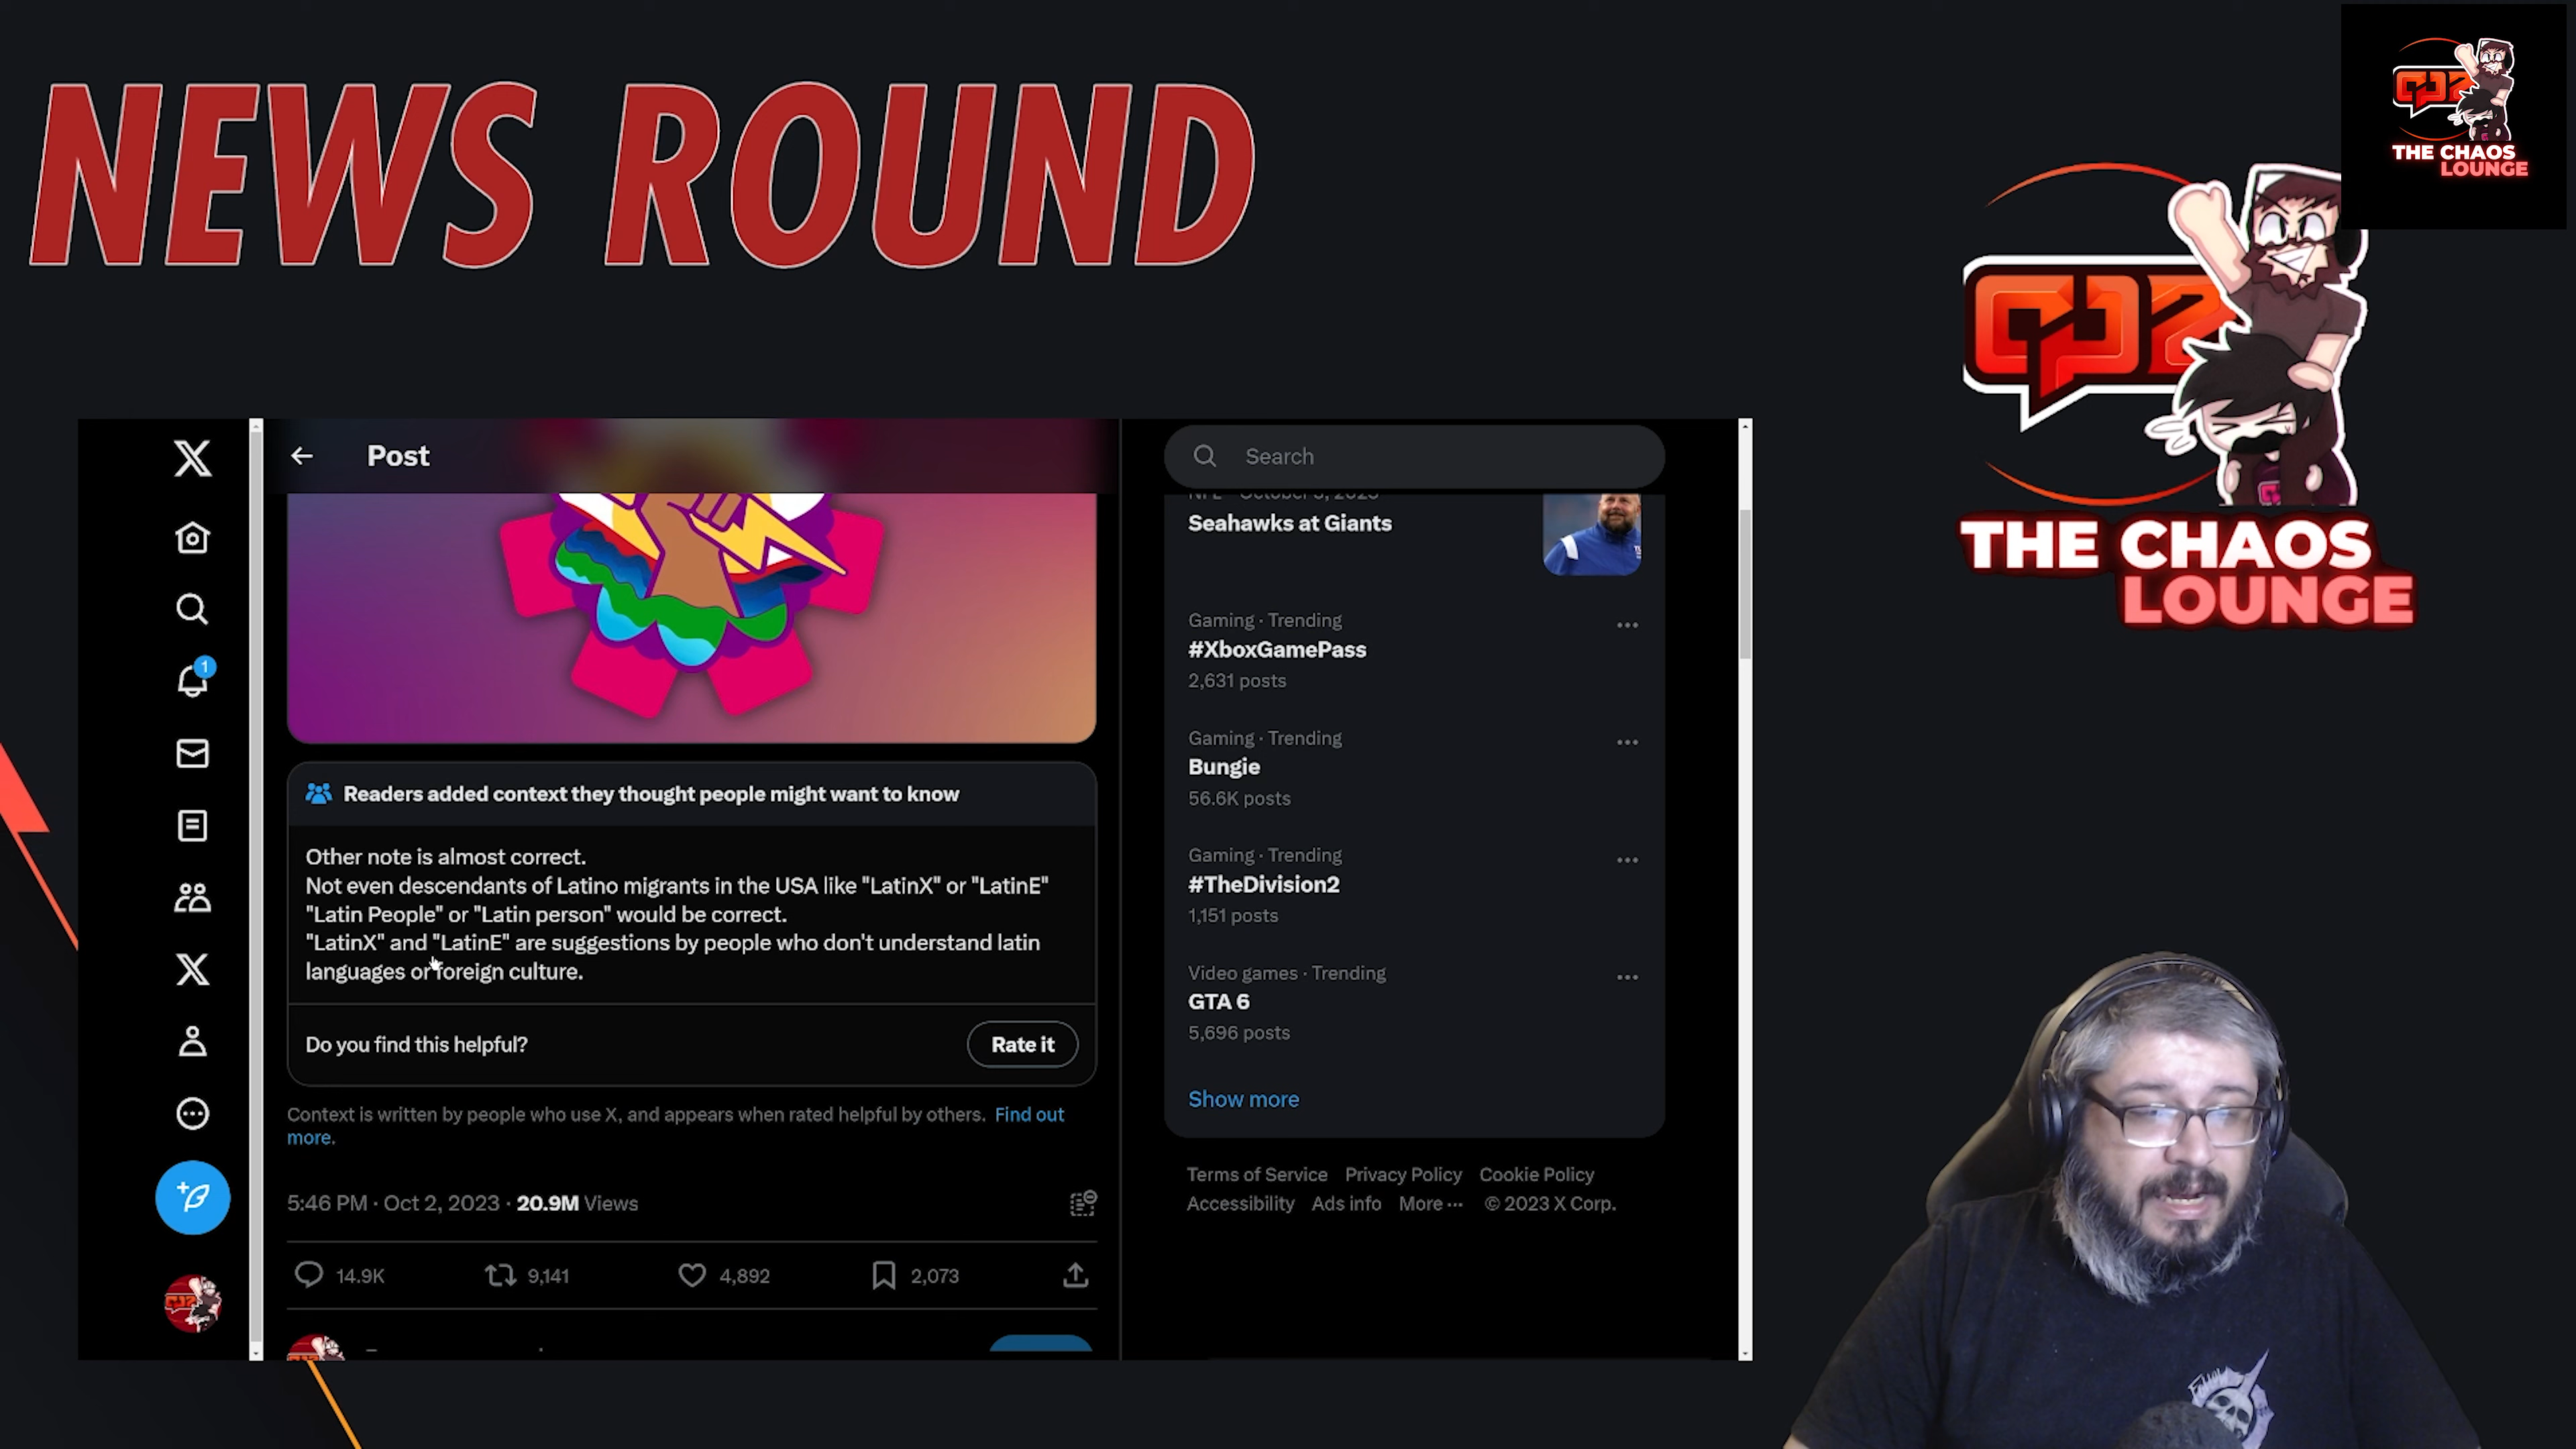 NEWS ROUND
THE CHAOS
LOUNGE
THE CHAOS
LOUNGE
Post
Readers added context they thought people might want to know
Other note is almost correct.
Not even descendants of Latino migrants in the USA like "LatinX" or "LatinE"
"Latin People" or "Latin person" would be correct.
"LatinX" and "LatinE" are suggestions by people who don't understand latin
languages or foreign culture.
Do you find this helpful?
Rate it
Context is written by people who use X, and appears when rated helpful by others. Find out
more.
5:46 PM · Oct 2, 2023 · 20.9M Views
14.9K
9,141
4,892
2,073
1
Search
Seahawks at Giants
Gaming · Trending
#XboxGamePass
2,631 posts
Gaming · Trending
Bungie
56.6K posts
Gaming · Trending
#TheDivision2
1,151 posts
Video games · Trending
GTA 6
5,696 posts
Show more
Terms of Service Privacy Policy Cookie Policy
Accessibility Ads info More ··· © 2023 X Corp.